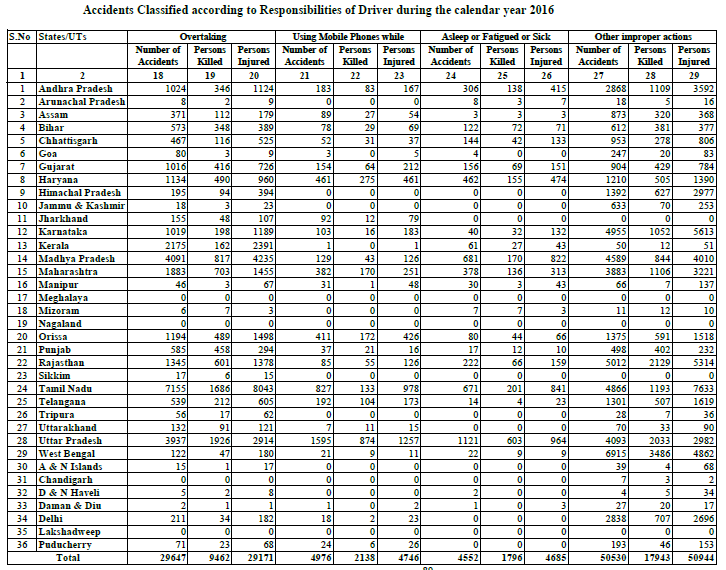 Accidents Classified according to Responsibilities of Driver during the calendar year 2016
S.No States/UTs Overtaking Using Mobile Phones while Asleep or Fatigued or Sick Other improper actions
Number of Accidents Persons Killed Persons Injured Number of Accidents Persons Killed Persons Injured Number of Accidents Persons Killed Persons Injured Number of Accidents Persons Killed Persons Injured
1 2 18 19 20 21 22 23 24 25 26 27 28 29
1 Andhra Pradesh 1024 346 1124 183 83 167 306 138 415 2868 1109 3592
2 Arunachal Pradesh 8 2 9 0 0 0 8 3 7 18 5 16
3 Assam 371 112 179 89 27 54 3 3 3 873 320 368
4 Bihar 573 348 389 78 29 69 122 72 71 612 381 377
5 Chhattisgarh 467 116 525 52 31 37 144 42 133 953 278 806
6 Goa 80 3 9 3 0 5 4 0 0 247 20 83
7 Gujarat 1016 416 726 154 64 212 156 69 151 904 429 784
8 Haryana 1134 490 960 461 275 461 462 155 474 1210 505 1390
9 Himachal Pradesh 195 94 394 0 0 0 0 0 0 1392 627 2977
10 Jammu & Kashmir 18 3 23 0 0 0 0 0 0 633 70 253
11 Jharkhand 155 48 107 92 12 79 0 0 0 0 0 0
12 Karnataka 1019 198 1189 103 16 183 40 32 132 4955 1052 5613
13 Kerala 2175 162 2391 1 0 1 61 27 43 50 12 51
14 Madhya Pradesh 4091 817 4235 129 43 126 681 170 822 4589 844 4010
15 Maharashtra 1883 703 1455 382 170 251 378 136 313 3883 1106 3221
16 Manipur 46 3 67 31 1 48 30 3 43 66 7 137
17 Meghalaya 0 0 0 0 0 0 0 0 0 0 0 0
18 Mizoram 6 7 3 0 0 0 7 7 3 11 12 10
19 Nagaland 0 0 0 0 0 0 0 0 0 0 0 0
20 Orissa 1194 489 1498 411 172 426 80 44 66 1375 591 1518
21 Punjab 585 458 294 37 21 16 17 12 10 498 402 232
22 Rajasthan 1345 601 1378 85 55 126 222 66 159 5012 2129 5314
23 Sikkim 17 6 15 0 0 0 0 0 0 0 0 0
24 Tamil Nadu 7155 1686 8043 827 133 978 671 201 841 4866 1193 7633
25 Telangana 539 212 605 192 104 173 14 4 23 1301 507 1619
26 Tripura 56 17 62 0 0 0 0 0 0 28 7 36
27 Uttarakhand 132 91 121 7 11 15 0 0 0 70 33 90
28 Uttar Pradesh 3937 1926 2914 1595 874 1257 1121 603 964 4093 2033 2982
29 West Bengal 122 47 180 21 9 11 22 9 9 6915 3486 4862
30 A & N Islands 15 1 17 0 0 0 0 0 0 39 4 68
31 Chandigarh 0 0 0 0 0 0 0 0 0 7 3 2
32 D & N Haveli 5 2 8 0 0 0 2 0 0 4 5 34
33 Daman & Diu 2 1 1 1 0 2 1 0 3 27 20 17
34 Delhi 211 34 182 18 2 23 0 0 0 2838 707 2696
35 Lakshadweep 0 0 0 0 0 0 0 0 0 0 0 0
36 Puducherry 71 23 68 24 6 26 0 0 0 193 46 153
Total 29647 9462 29171 4976 2138 4746 4552 1796 4685 50530 17943 50944